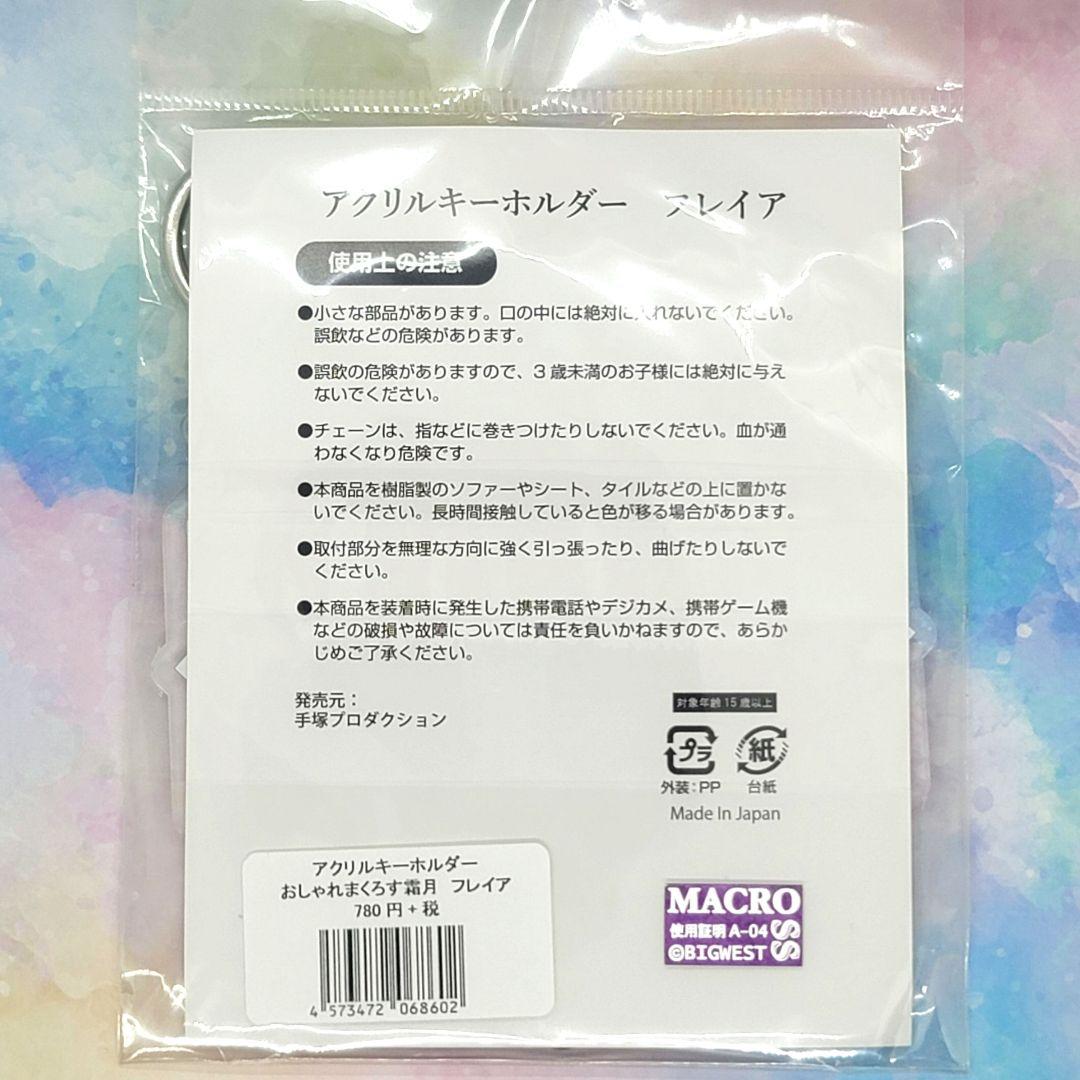 アクリルキーホルダー　フレイア
使用上の注意
●小さな部品があります。口の中には絶対に入れないでください。
誤飲などの危険があります。
●誤飲の危険がありますので、3歳未満のお子様には絶対に与え
ないでください。
●チェーンは、指などに巻きつけたりしないでください。血が通
わなくなり危険です。
●本商品を樹脂製のソファーやシート、タイルなどの上に置かな
いでください。長時間接触していると色が移る場合があります。
●取付部分を無理な方向に強く引っ張ったり、曲げたりしないで
ください。
●本商品を装着時に発生した携帯電話やデジカメ、携帯ゲーム機
などの破損や故障については責任を負いかねますので、あらか
じめご了承ください。
発売元：
手塚プロダクション
対象年齢15歳以上
プラ 紙
外装：PP 台紙
Made In Japan
アクリルキーホルダー
おしゃれまくろす霜月 フレイア
780円+税
4 573472 068602
MACROSS
使用証明 A-04
©BIGWEST